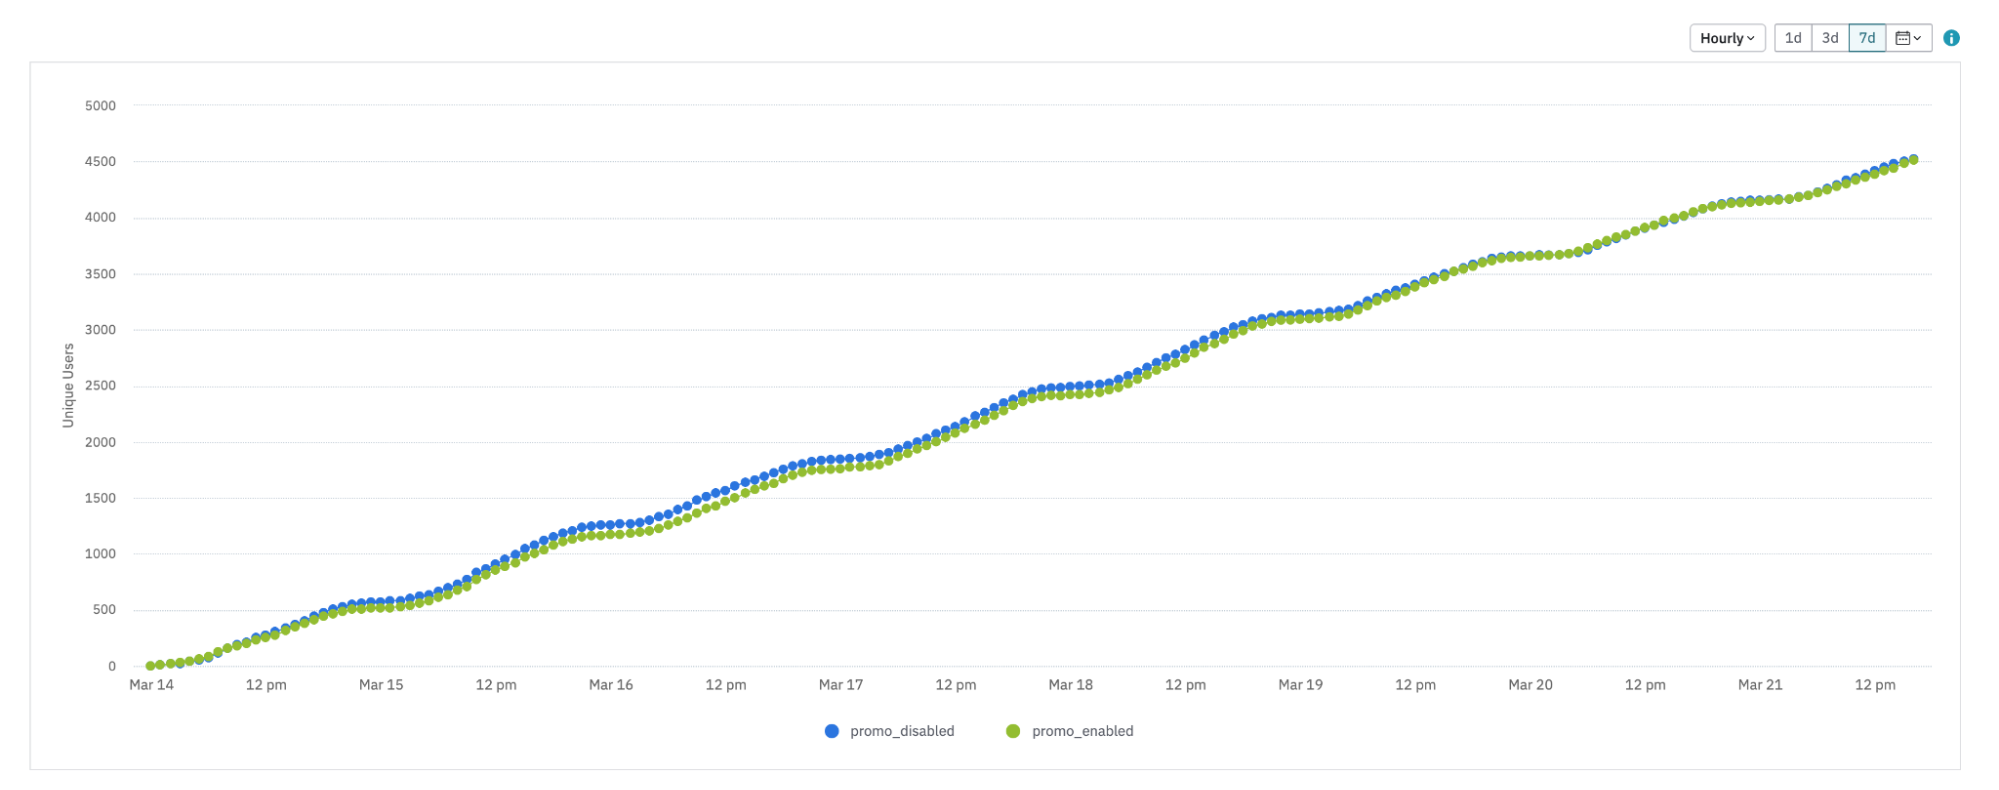 Hourly 1d 3d 7d
5000
4500
4000
3500
3000
2500
2000
1500
1000
500
0
Unique Users
Mar 14 12 pm Mar 15 12 pm Mar 16 12 pm Mar 17 12 pm Mar 18 12 pm Mar 19 12 pm Mar 20 12 pm Mar 21 12 pm
promo_disabled promo_enabled